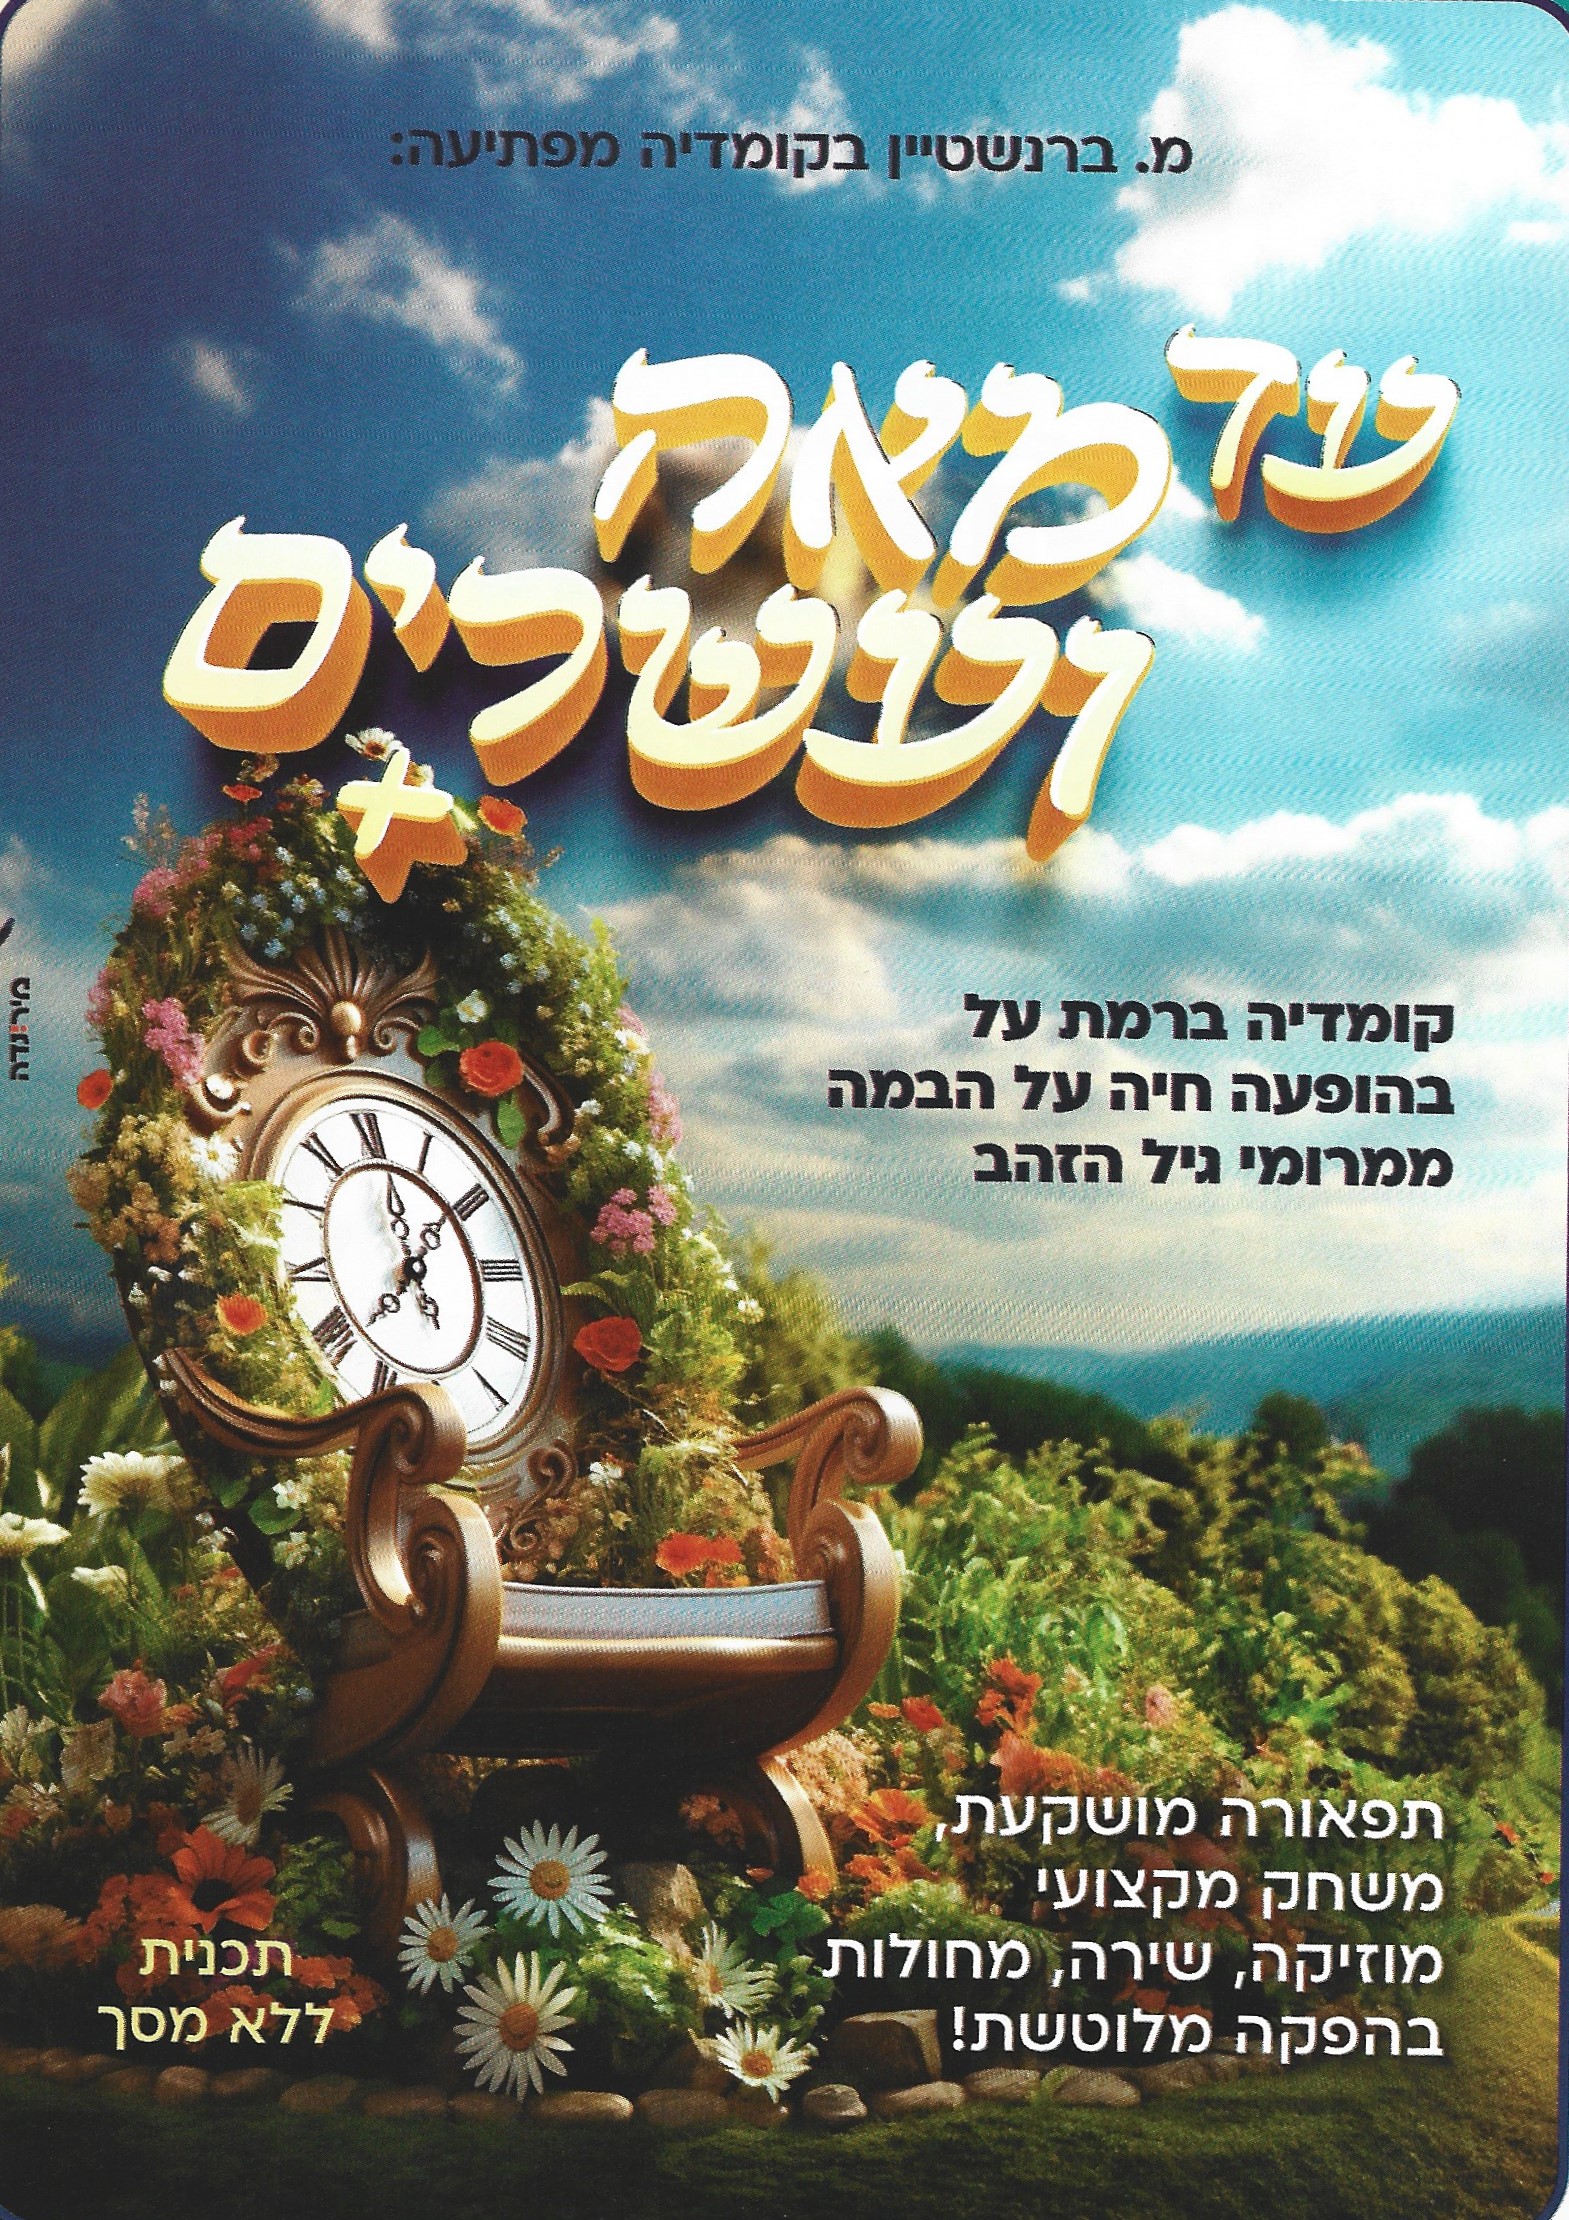 מ. ברנשטיין בקומדיה מפתיעה:
עד מאה
ועשרים
+
קומדיה ברמת על
בהופעה חיה על הבמה
ממרומי גיל הזהב
תפאורה מושקעת,
משחק מקצועי
מוזיקה, שירה, מחולות
בהפקה מלוטשת!
תכנית
ללא מסך
מירנדה